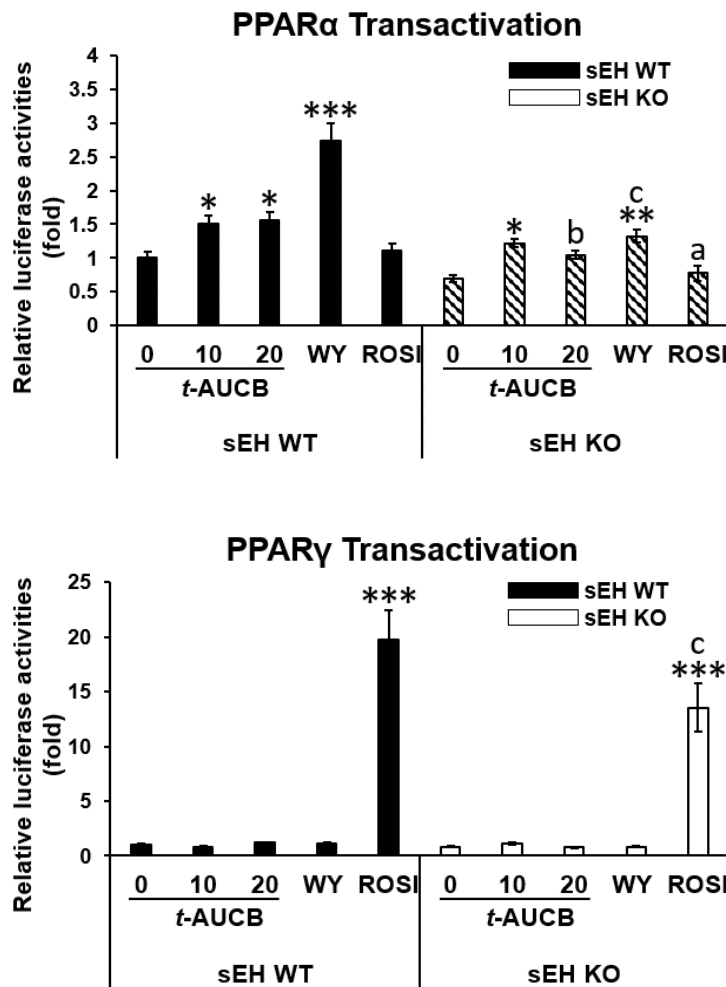 PPARα Transactivation
Relative luciferase activities
(fold)
4
3.5
3
2.5
2
1.5
1
0.5
0
sEH WT
sEH KO
***
* *
c
**
* b a
0 10 20 WY ROSI 0 10 20 WY ROSI
t-AUCB t-AUCB
sEH WT sEH KO
PPARγ Transactivation
Relative luciferase activities
(fold)
25
20
15
10
5
0
sEH WT
sEH KO
***
c
***
0 10 20 WY ROSI 0 10 20 WY ROSI
t-AUCB t-AUCB
sEH WT sEH KO